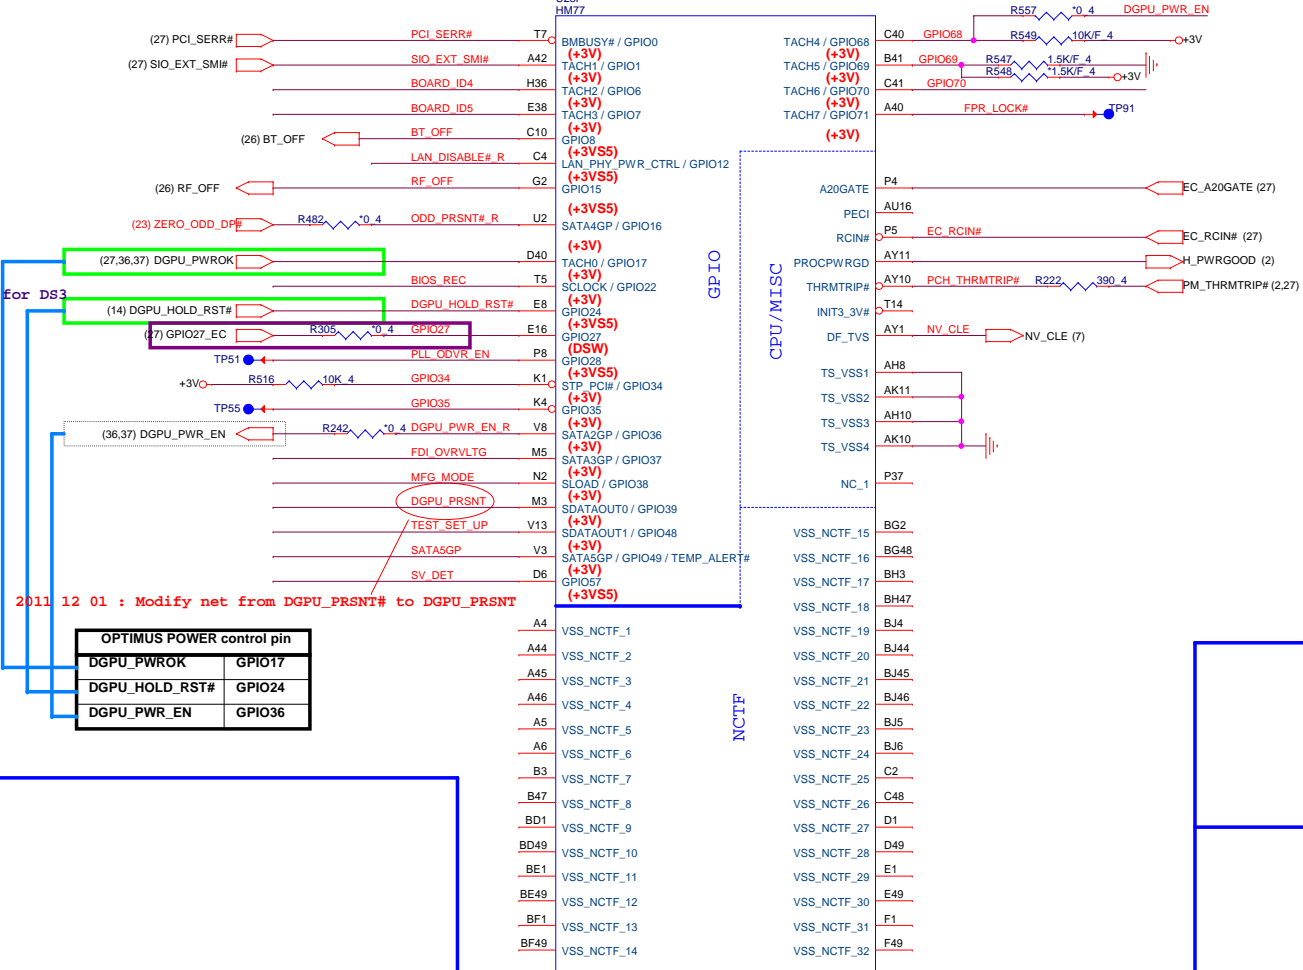 HM77
(27) PCI_SERR#
PCI_SERR#
T7
BMBUSY# / GPIO0
(+3V)
(27) SIO_EXT_SMI#
SIO_EXT_SMI#
A42
TACH1 / GPIO1
(+3V)
BOARD_ID4
H36
TACH2 / GPIO6
(+3V)
BOARD_ID5
E38
TACH3 / GPIO7
(+3V)
(26) BT_OFF
BT_OFF
C10
GPIO8
(+3VS5)
LAN_DISABLE#_R
C4
LAN_PHY_PWR_CTRL / GPIO12
(+3VS5)
(26) RF_OFF
RF_OFF
G2
GPIO15
(+3VS5)
(23) ZERO_ODD_DP#
R482
*0_4
ODD_PRSNT#_R
U2
SATA4GP / GPIO16
(+3V)
(27,36,37) DGPU_PWROK
D40
TACH0 / GPIO17
(+3V)
BIOS_REC
T5
SCLOCK / GPIO22
(+3V)
for DS3
(14) DGPU_HOLD_RST#
DGPU_HOLD_RST#
E8
GPIO24
(+3VS5)
(27) GPIO27_EC
R305
*0_4
GPIO27
E16
GPIO27
(DSW)
TP51
PLL_ODVR_EN
P8
GPIO28
(+3VS5)
+3V
R516
10K_4
GPIO34
K1
STP_PCI# / GPIO34
(+3V)
TP55
GPIO35
K4
GPIO35
(+3V)
(36,37) DGPU_PWR_EN
R242
*0_4
DGPU_PWR_EN_R
V8
SATA2GP / GPIO36
(+3V)
FDI_OVRVLTG
M5
SATA3GP / GPIO37
(+3V)
MFG_MODE
N2
SLOAD / GPIO38
(+3V)
DGPU_PRSNT
M3
SDATAOUT0 / GPIO39
(+3V)
TEST_SET_UP
V13
SDATAOUT1 / GPIO48
(+3V)
SATA5GP
V3
SATA5GP / GPIO49 / TEMP_ALERT#
(+3V)
SV_DET
D6
GPIO57
(+3VS5)
2011 12 01 : Modify net from DGPU_PRSNT# to DGPU_PRSNT
OPTIMUS POWER control pin
DGPU_PWROK GPIO17
DGPU_HOLD_RST# GPIO24
DGPU_PWR_EN GPIO36
A4
VSS_NCTF_1
A44
VSS_NCTF_2
A45
VSS_NCTF_3
A46
VSS_NCTF_4
A5
VSS_NCTF_5
A6
VSS_NCTF_6
B3
VSS_NCTF_7
B47
VSS_NCTF_8
BD1
VSS_NCTF_9
BD49
VSS_NCTF_10
BE1
VSS_NCTF_11
BE49
VSS_NCTF_12
BF1
VSS_NCTF_13
BF49
VSS_NCTF_14
GPIO
CPU/MISC
NCTF
R557
*0_4
DGPU_PWR_EN
TACH4 / GPIO68
C40
GPIO68
R549
10K/F_4
+3V
(+3V)
TACH5 / GPIO69
B41
GPIO69
R547
1.5K/F_4
R548
*1.5K/F_4
+3V
(+3V)
TACH6 / GPIO70
C41
GPIO70
(+3V)
TACH7 / GPIO71
A40
FPR_LOCK#
TP91
(+3V)
A20GATE
P4
EC_A20GATE (27)
PECI
AU16
RCIN#
P5
EC_RCIN#
EC_RCIN# (27)
PROCPWRGD
AY11
H_PWRGOOD (2)
THRMTRIP#
AY10
PCH_THRMTRIP#
R222
390_4
PM_THRMTRIP# (2,27)
INIT3_3V#
T14
DF_TVS
AY1
NV_CLE
NV_CLE (7)
TS_VSS1
AH8
TS_VSS2
AK11
TS_VSS3
AH10
TS_VSS4
AK10
NC_1
P37
VSS_NCTF_15
BG2
VSS_NCTF_16
BG48
VSS_NCTF_17
BH3
VSS_NCTF_18
BH47
VSS_NCTF_19
BJ4
VSS_NCTF_20
BJ44
VSS_NCTF_21
BJ45
VSS_NCTF_22
BJ46
VSS_NCTF_23
BJ5
VSS_NCTF_24
BJ6
VSS_NCTF_25
C2
VSS_NCTF_26
C48
VSS_NCTF_27
D1
VSS_NCTF_28
D49
VSS_NCTF_29
E1
VSS_NCTF_30
E49
VSS_NCTF_31
F1
VSS_NCTF_32
F49